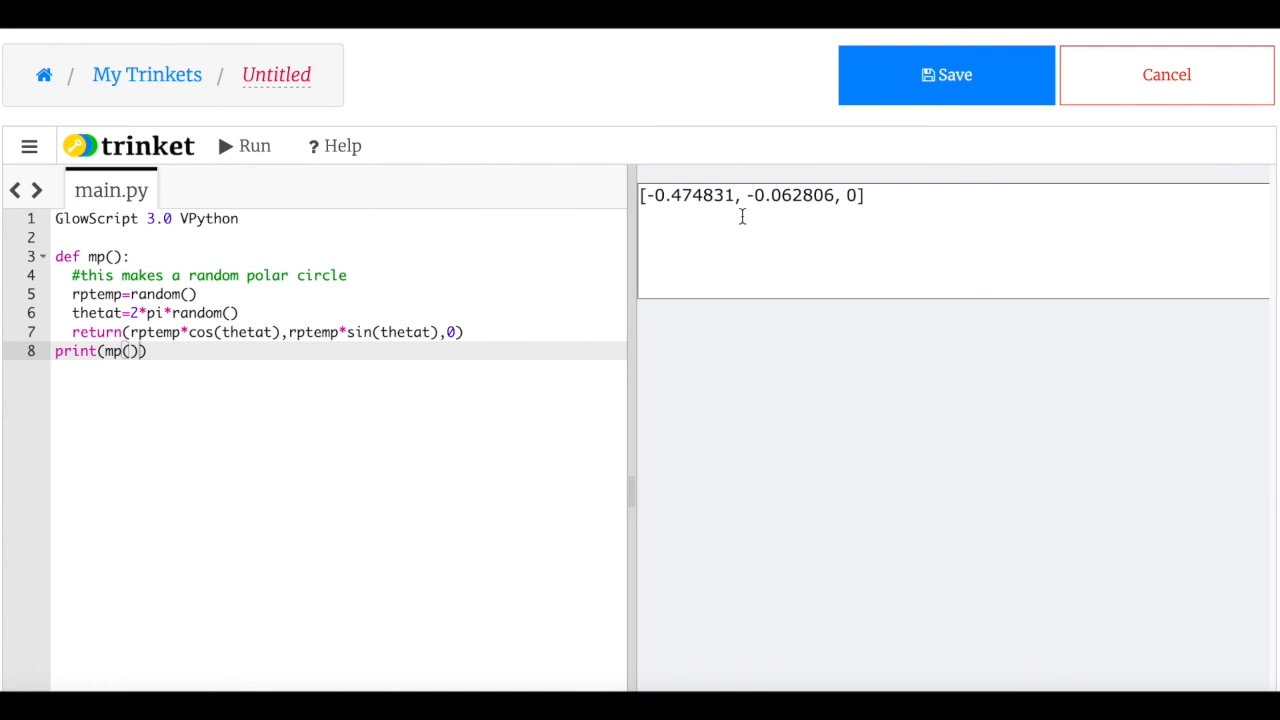 / My Trinkets / Untitled
Save
Cancel
trinket
Run
? Help
main.py
[-0.474831, -0.062806, 0]
1 GlowScript 3.0 VPython
2
3 def mp():
4 #this makes a random polar circle
5 rptemp=random()
6 thetat=2*pi*random()
7 return(rptemp*cos(thetat),rptemp*sin(thetat),0)
8 print(mp())